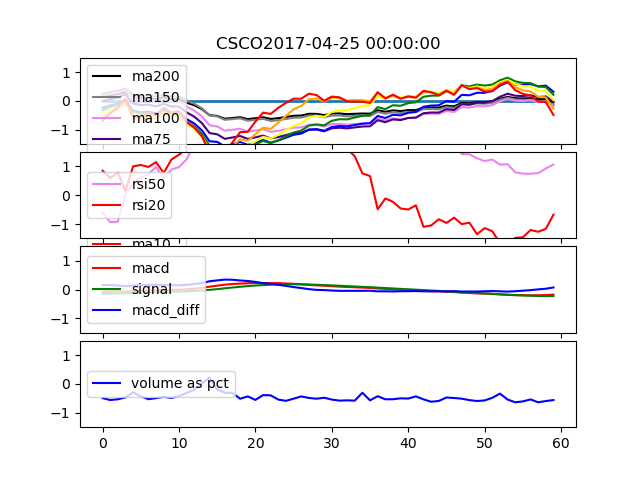 CSCO2017-04-25 00:00:00
1
0
−1
ma200
ma150
ma100
ma75
1
0
−1
rsi50
rsi20
ma10
1
0
−1
macd
signal
macd_diff
1
0
−1
volume as pct
0 10 20 30 40 50 60